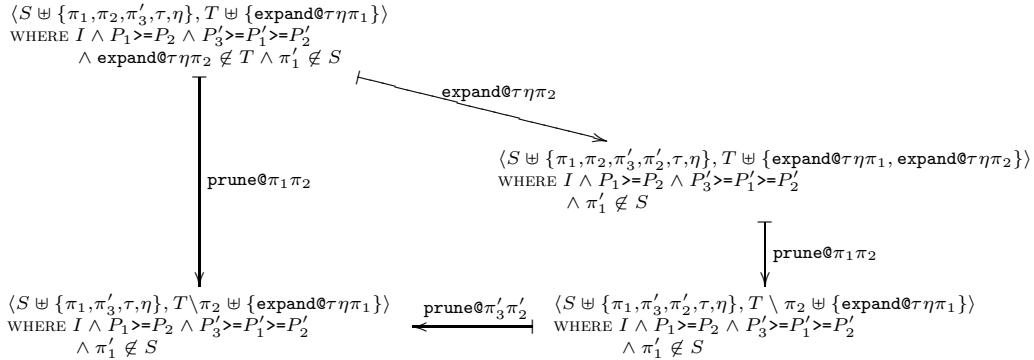 ⟨S ⊎ {π₁,π₂,π′₃,τ,η}, T ⊎ {expand@τηπ₁}⟩
WHERE I ∧ P₁>=P₂ ∧ P′₃>=P′₁>=P′₂
∧ expand@τηπ₂ ∉ T ∧ π′₁ ∉ S
expand@τηπ₂
⟨S ⊎ {π₁,π₂,π′₃,π′₂,τ,η}, T ⊎ {expand@τηπ₁, expand@τηπ₂}⟩
WHERE I ∧ P₁>=P₂ ∧ P′₃>=P′₁>=P′₂
∧ π′₁ ∉ S
prune@π₁π₂
prune@π₁π₂
⟨S ⊎ {π₁,π′₃,τ,η}, T\π₂ ⊎ {expand@τηπ₁}⟩
WHERE I ∧ P₁>=P₂ ∧ P′₃>=P′₁>=P′₂
∧ π′₁ ∉ S
prune@π′₃π′₂
⟨S ⊎ {π₁,π′₃,π′₂,τ,η}, T \ π₂ ⊎ {expand@τηπ₁}⟩
WHERE I ∧ P₁>=P₂ ∧ P′₃>=P′₁>=P′₂
∧ π′₁ ∉ S